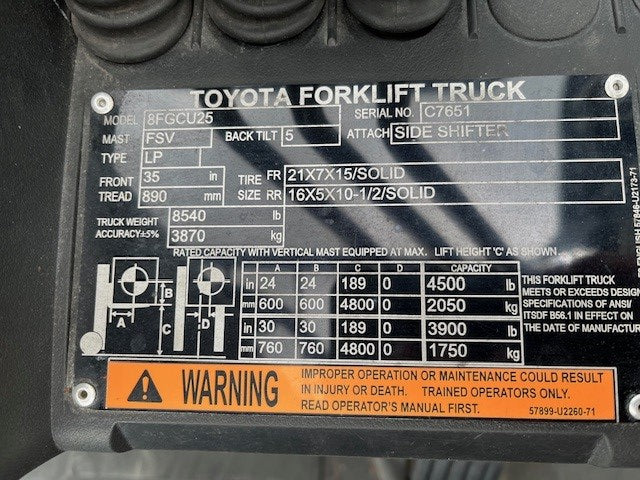 TOYOTA FORKLIFT TRUCK
MODEL 8FGCU25 SERIAL NO. C7651
MAST FSV BACK TILT 5 ATTACH SIDE SHIFTER
TYPE LP
FRONT 35 in TIRE FR 21X7X15/SOLID
TREAD 890 mm SIZE RR 16X5X10-1/2/SOLID
TRUCK WEIGHT 8540 lb
ACCURACY±5% 3870 kg
RATED CAPACITY WITH VERTICAL MAST EQUIPPED AT MAX. LIFT HEIGHT 'C' AS SHOWN
A B C D CAPACITY
in 24 24 189 0 4500 lb
mm 600 600 4800 0 2050 kg
in 30 30 189 0 3900 lb
mm 760 760 4800 0 1750 kg
A B C D
THIS FORKLIFT TRUCK
MEETS OR EXCEEDS DESIGN
SPECIFICATIONS OF ANSI/
ITSDF B56.1 IN EFFECT ON
THE DATE OF MANUFACTUR
WARNING
IMPROPER OPERATION OR MAINTENANCE COULD RESULT
IN INJURY OR DEATH. TRAINED OPERATORS ONLY.
READ OPERATOR'S MANUAL FIRST. 57899-U2260-71
ENGLISH 57H8-U2173-71